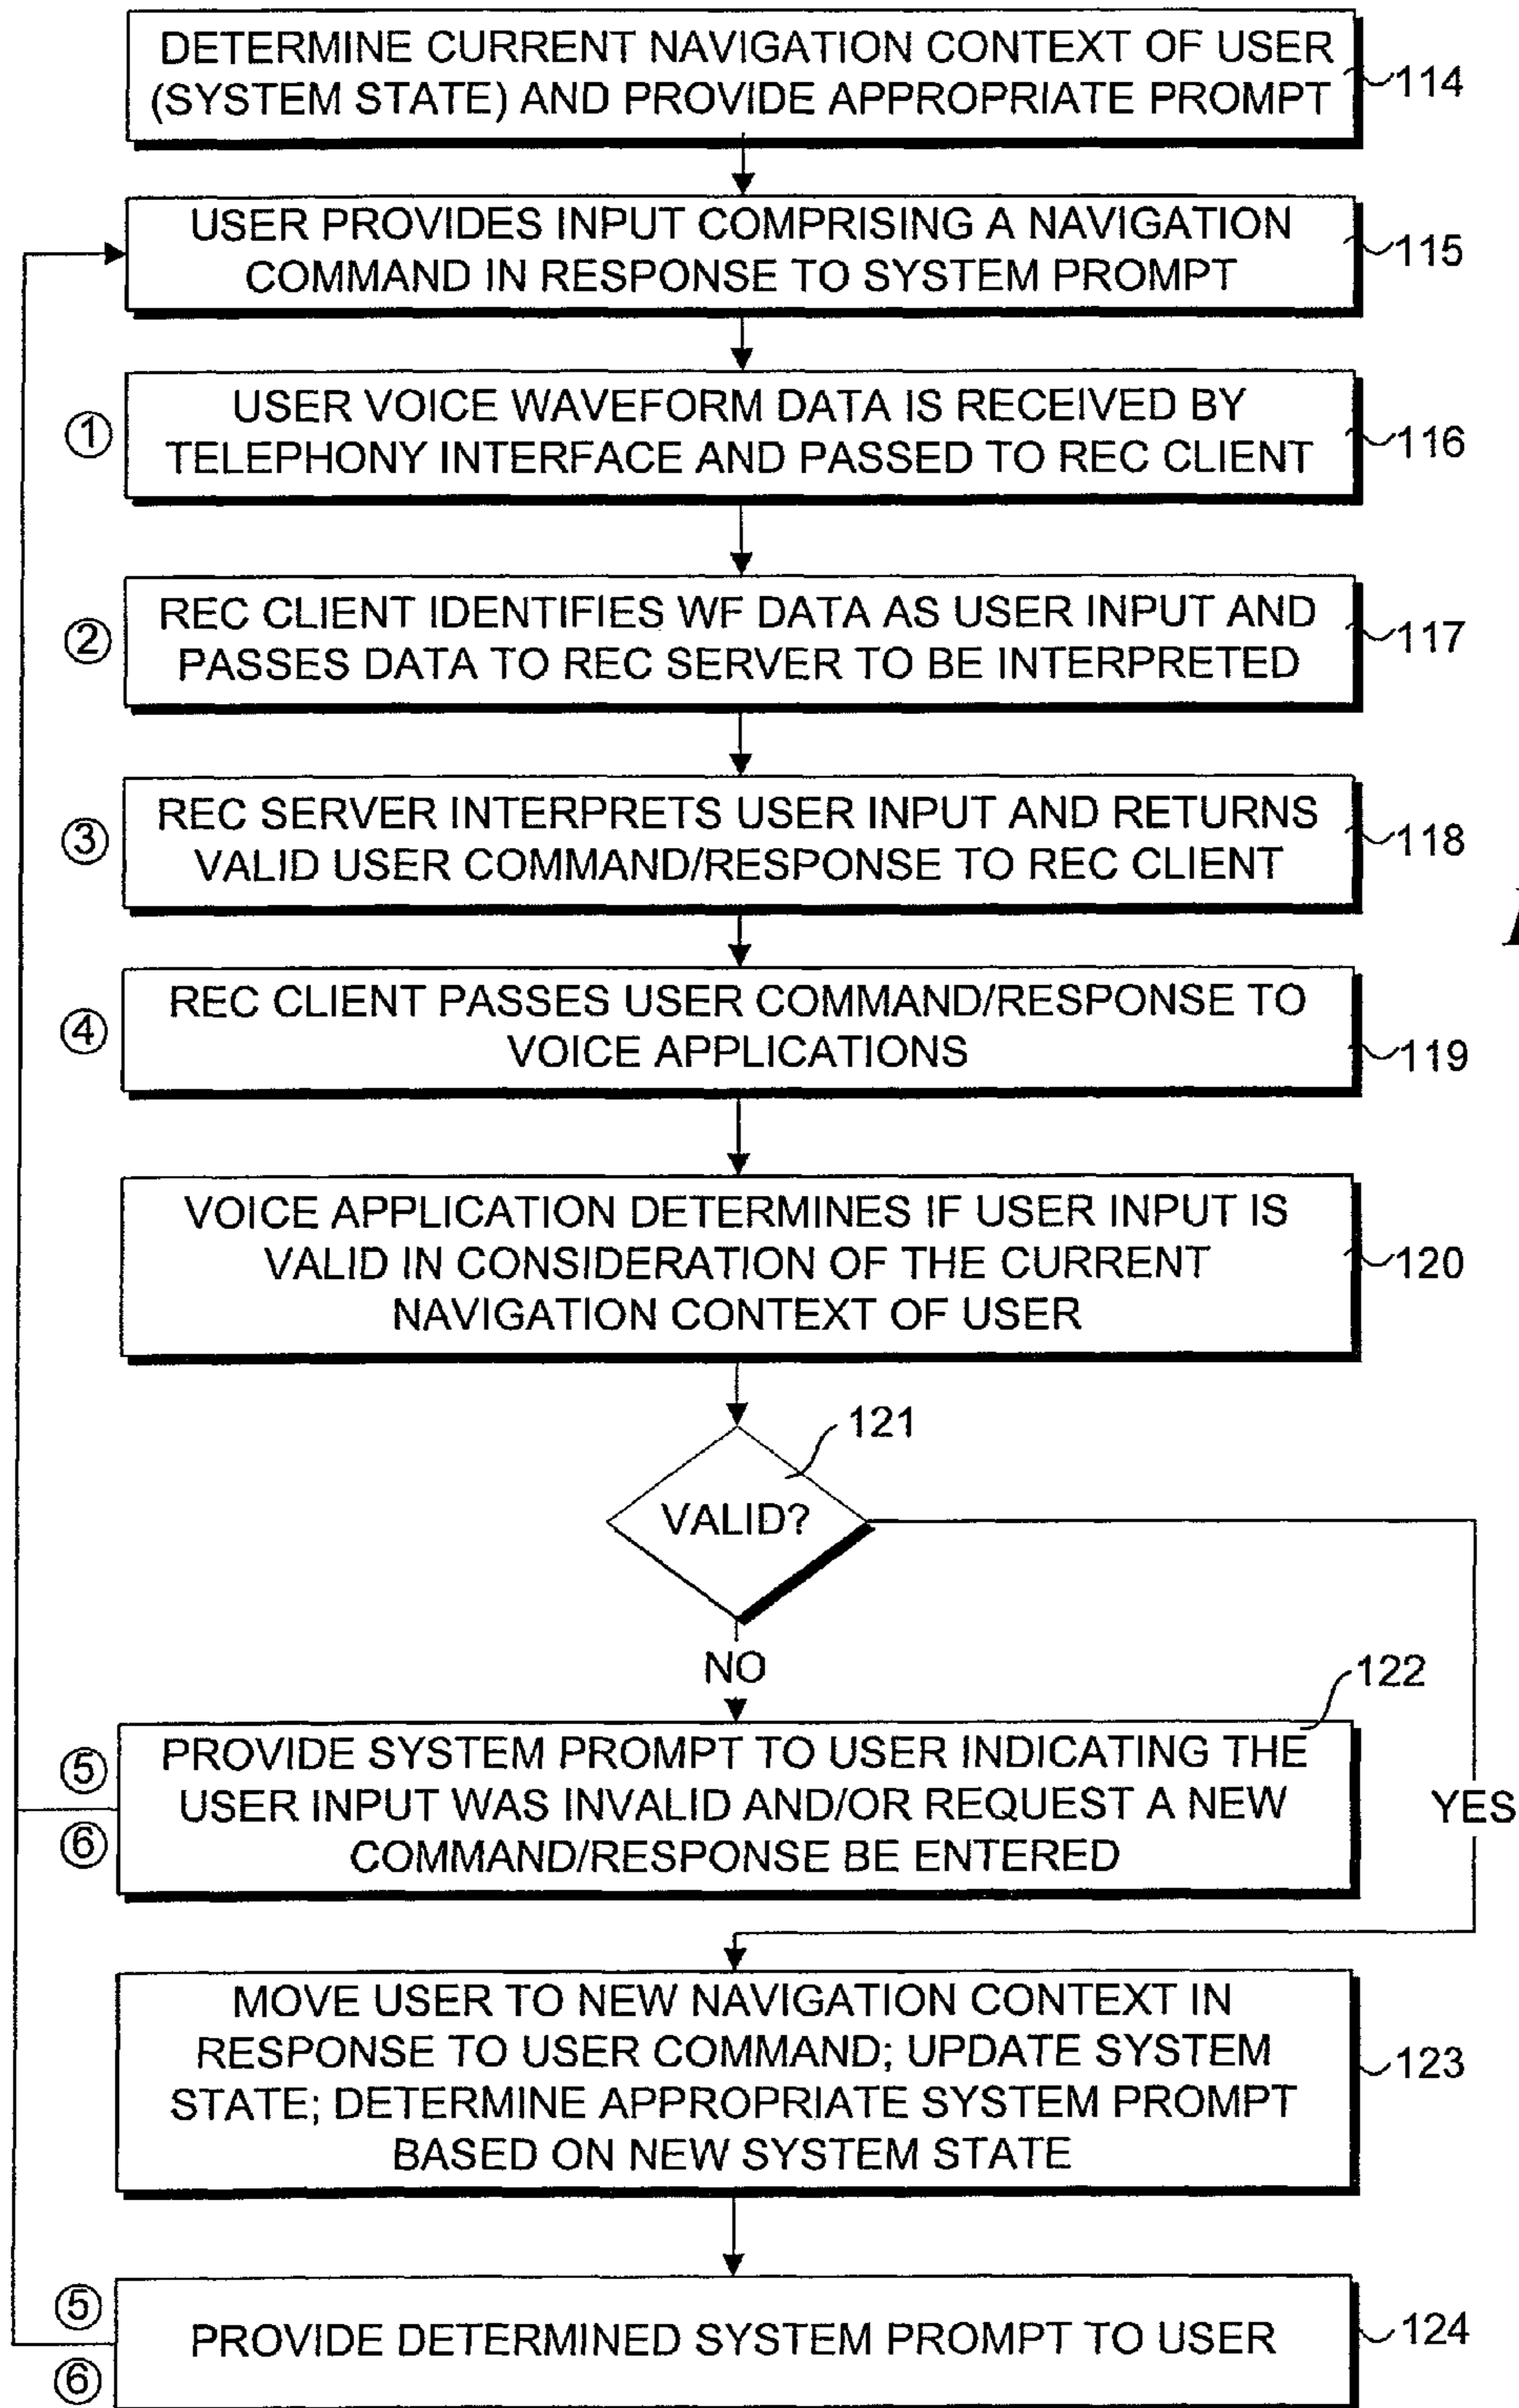 DETERMINE CURRENT NAVIGATION CONTEXT OF USER
(SYSTEM STATE) AND PROVIDE APPROPRIATE PROMPT
114
USER PROVIDES INPUT COMPRISING A NAVIGATION
COMMAND IN RESPONSE TO SYSTEM PROMPT
115
①
USER VOICE WAVEFORM DATA IS RECEIVED BY
TELEPHONY INTERFACE AND PASSED TO REC CLIENT
116
②
REC CLIENT IDENTIFIES WF DATA AS USER INPUT AND
PASSES DATA TO REC SERVER TO BE INTERPRETED
117
③
REC SERVER INTERPRETS USER INPUT AND RETURNS
VALID USER COMMAND/RESPONSE TO REC CLIENT
118
④
REC CLIENT PASSES USER COMMAND/RESPONSE TO
VOICE APPLICATIONS
119
VOICE APPLICATION DETERMINES IF USER INPUT IS
VALID IN CONSIDERATION OF THE CURRENT
NAVIGATION CONTEXT OF USER
120
121
VALID?
NO
YES
122
⑤
⑥
PROVIDE SYSTEM PROMPT TO USER INDICATING THE
USER INPUT WAS INVALID AND/OR REQUEST A NEW
COMMAND/RESPONSE BE ENTERED
MOVE USER TO NEW NAVIGATION CONTEXT IN
RESPONSE TO USER COMMAND; UPDATE SYSTEM
STATE; DETERMINE APPROPRIATE SYSTEM PROMPT
BASED ON NEW SYSTEM STATE
123
⑤
⑥
PROVIDE DETERMINED SYSTEM PROMPT TO USER
124